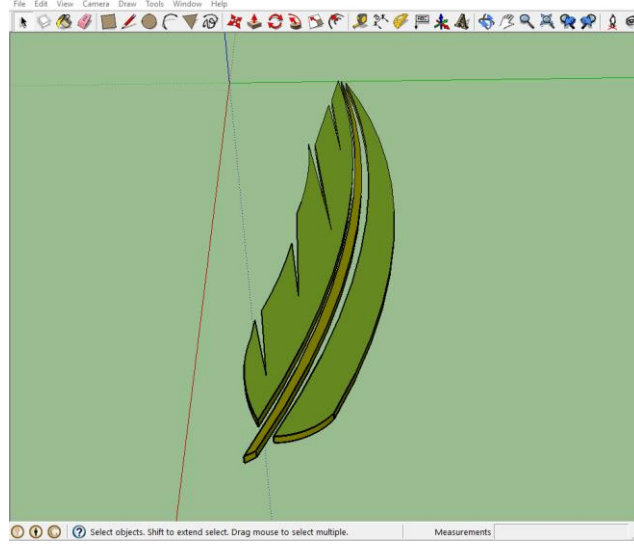 File Edit View Camera Draw Tools Window Help
Select objects. Shift to extend select. Drag mouse to select multiple. Measurements